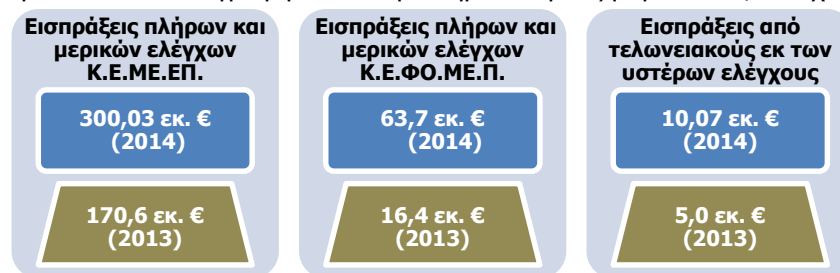 Εισπράξεις πλήρων και
μερικών ελέγχων
Κ.Ε.ΜΕ.ΕΠ.
300,03 εκ. €
(2014)
170,6 εκ. €
(2013)
Εισπράξεις πλήρων και
μερικών ελέγχων
Κ.Ε.ΦΟ.ΜΕ.Π.
63,7 εκ. €
(2014)
16,4 εκ. €
(2013)
Εισπράξεις από
τελωνειακούς εκ των
υστέρων ελέγχους
10,07 εκ. €
(2014)
5,0 εκ. €
(2013)